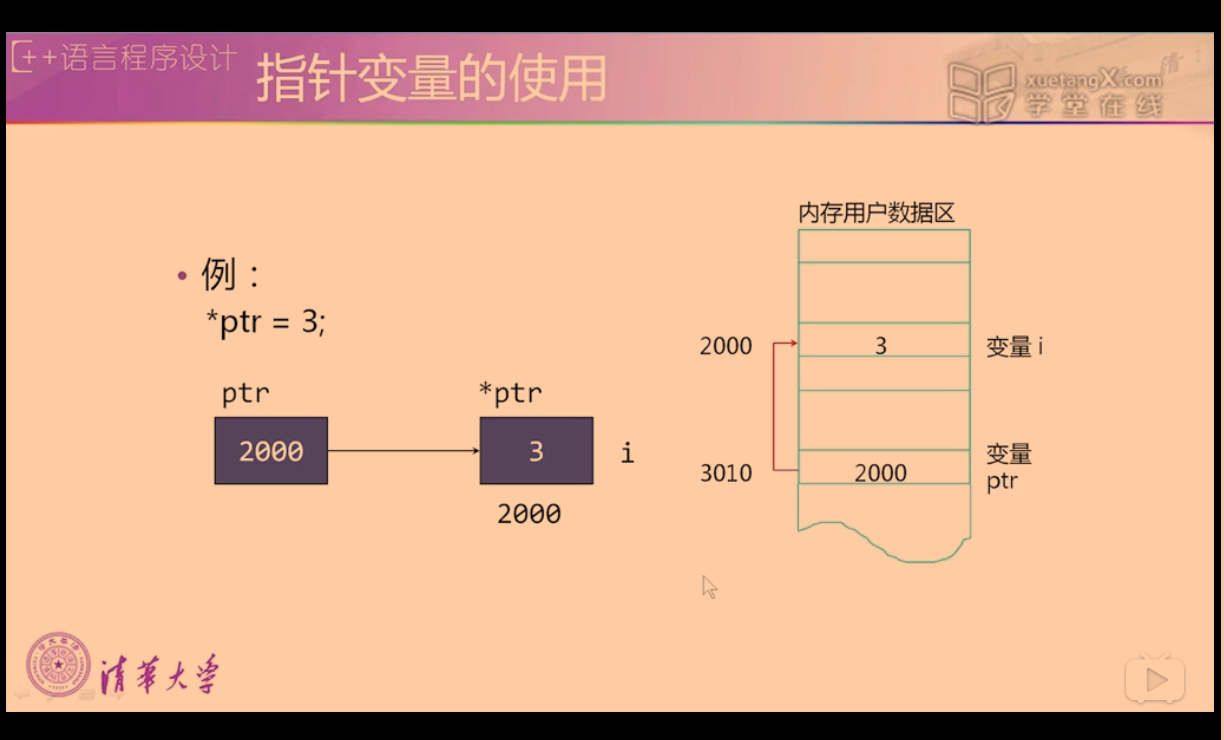 C++语言程序设计
指针变量的使用
xuetangX.com
学堂在线
清
• 例：
*ptr = 3;
ptr
*ptr
2000
3
i
2000
内存用户数据区
2000
3
变量 i
3010
2000
变量
ptr
清華大学